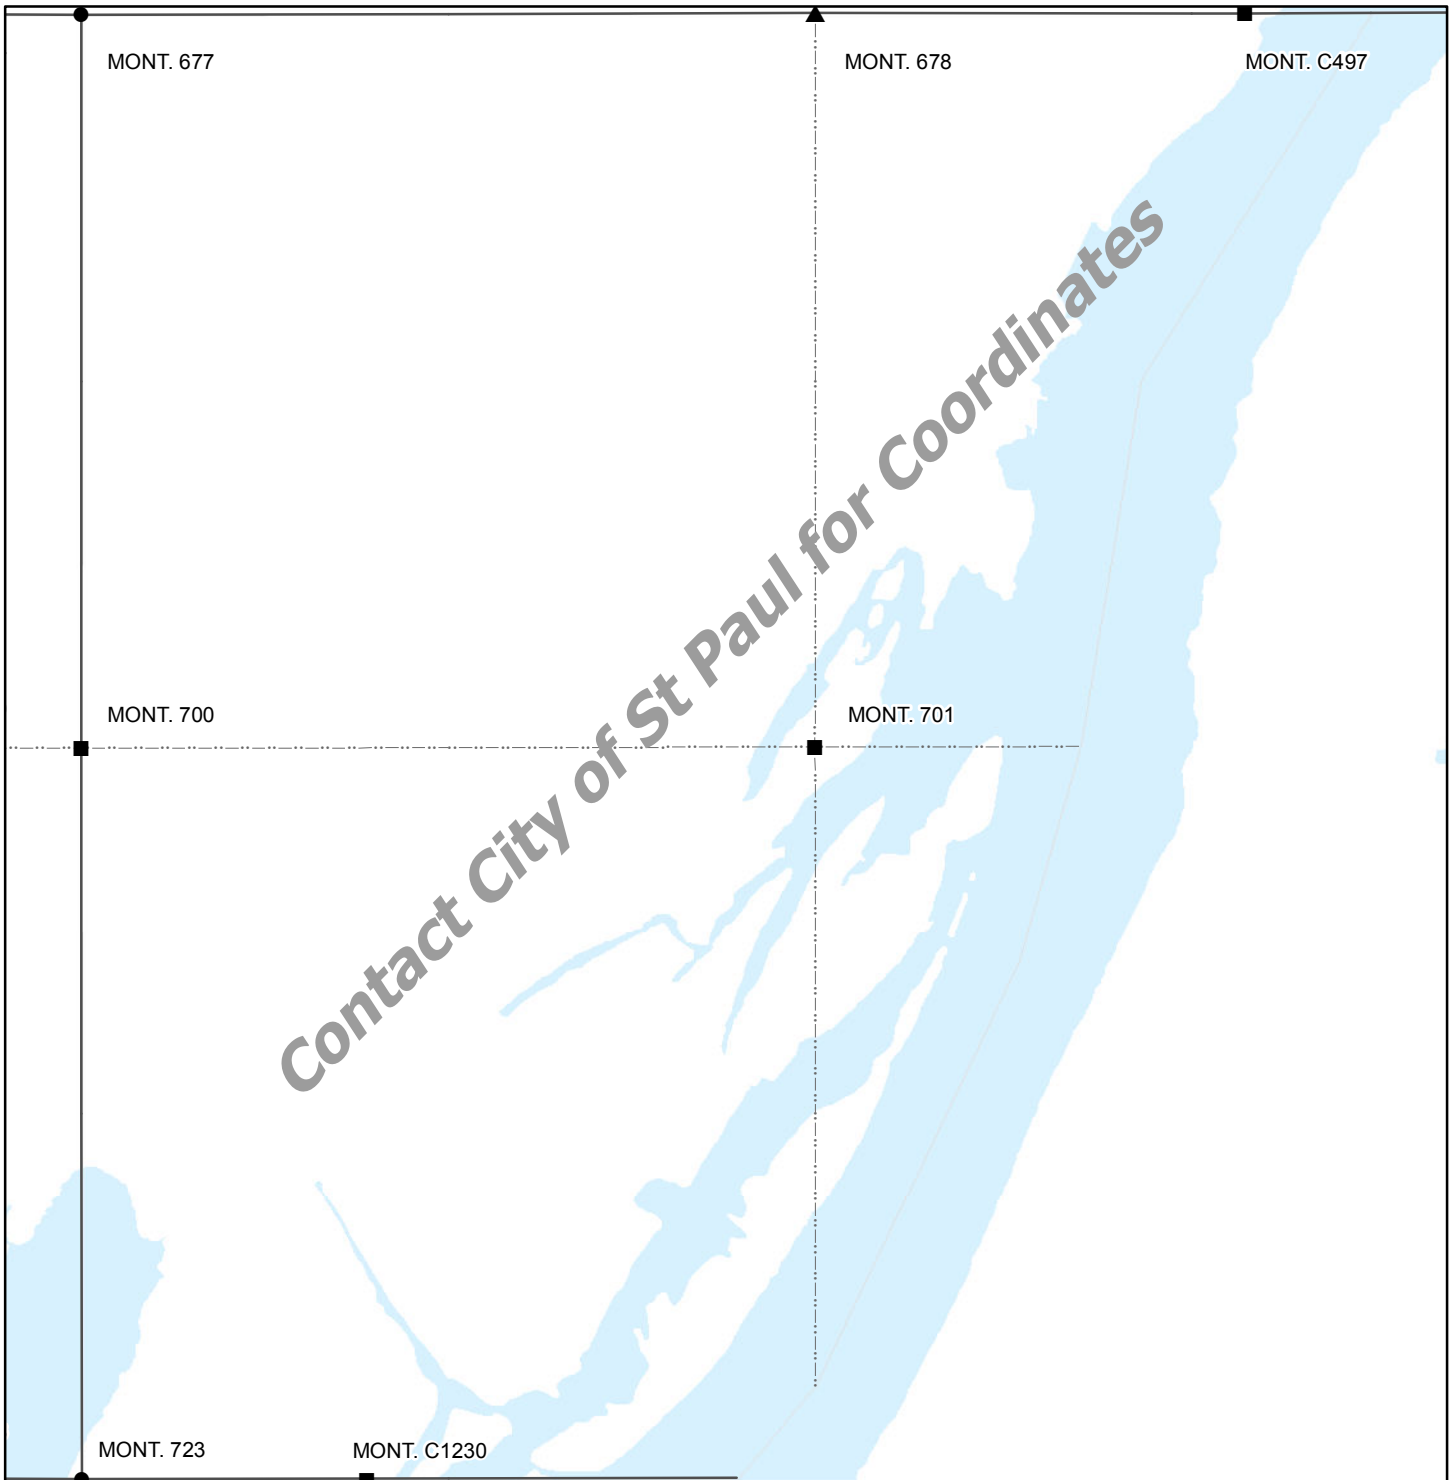 MONT. 677
MONT. 678
MONT. C497
Contact City of St Paul for Coordinates
MONT. 700
MONT. 701
MONT. 723
MONT. C1230